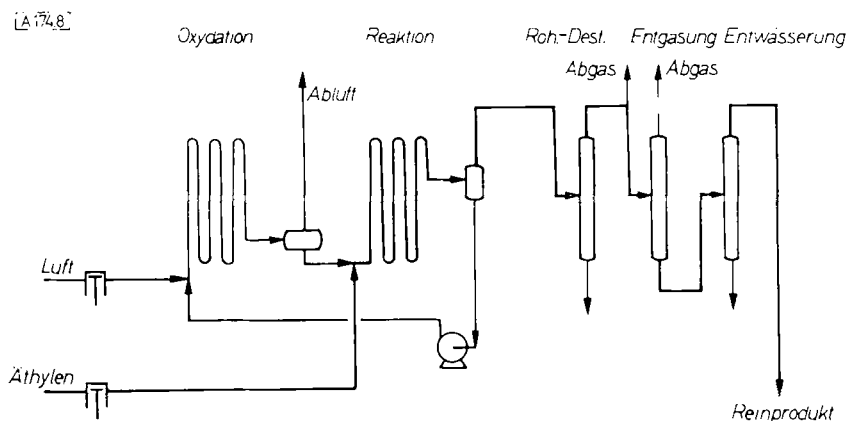 A 174.8
Oxydation Reaktion Roh.-Dest. Entgasung Entwässerung
Abgas Abgas
Abluft
Luft
Äthylen
Reinprodukt